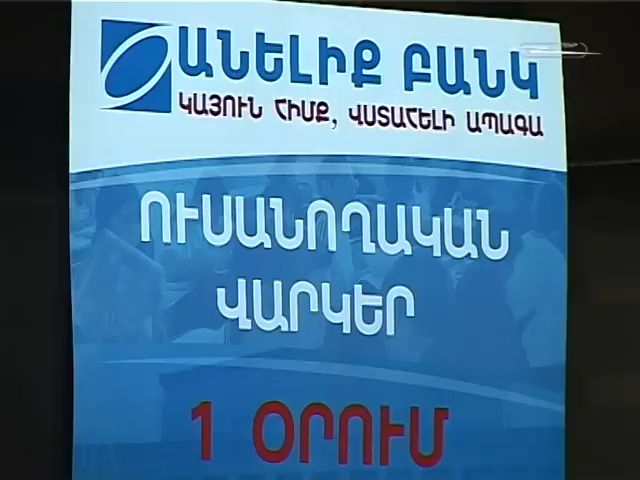 ԱՆԵԼԻՔ ԲԱՆԿ
ԿԱՅՈՒՆ ՀԻՄՔ, ՎՍՏԱՀԵԼԻ ԱՊԱԳԱ
ՈՒՍԱՆՈՂԱԿԱՆ
ՎԱՐԿԵՐ
1 ՕՐՈՒՄ